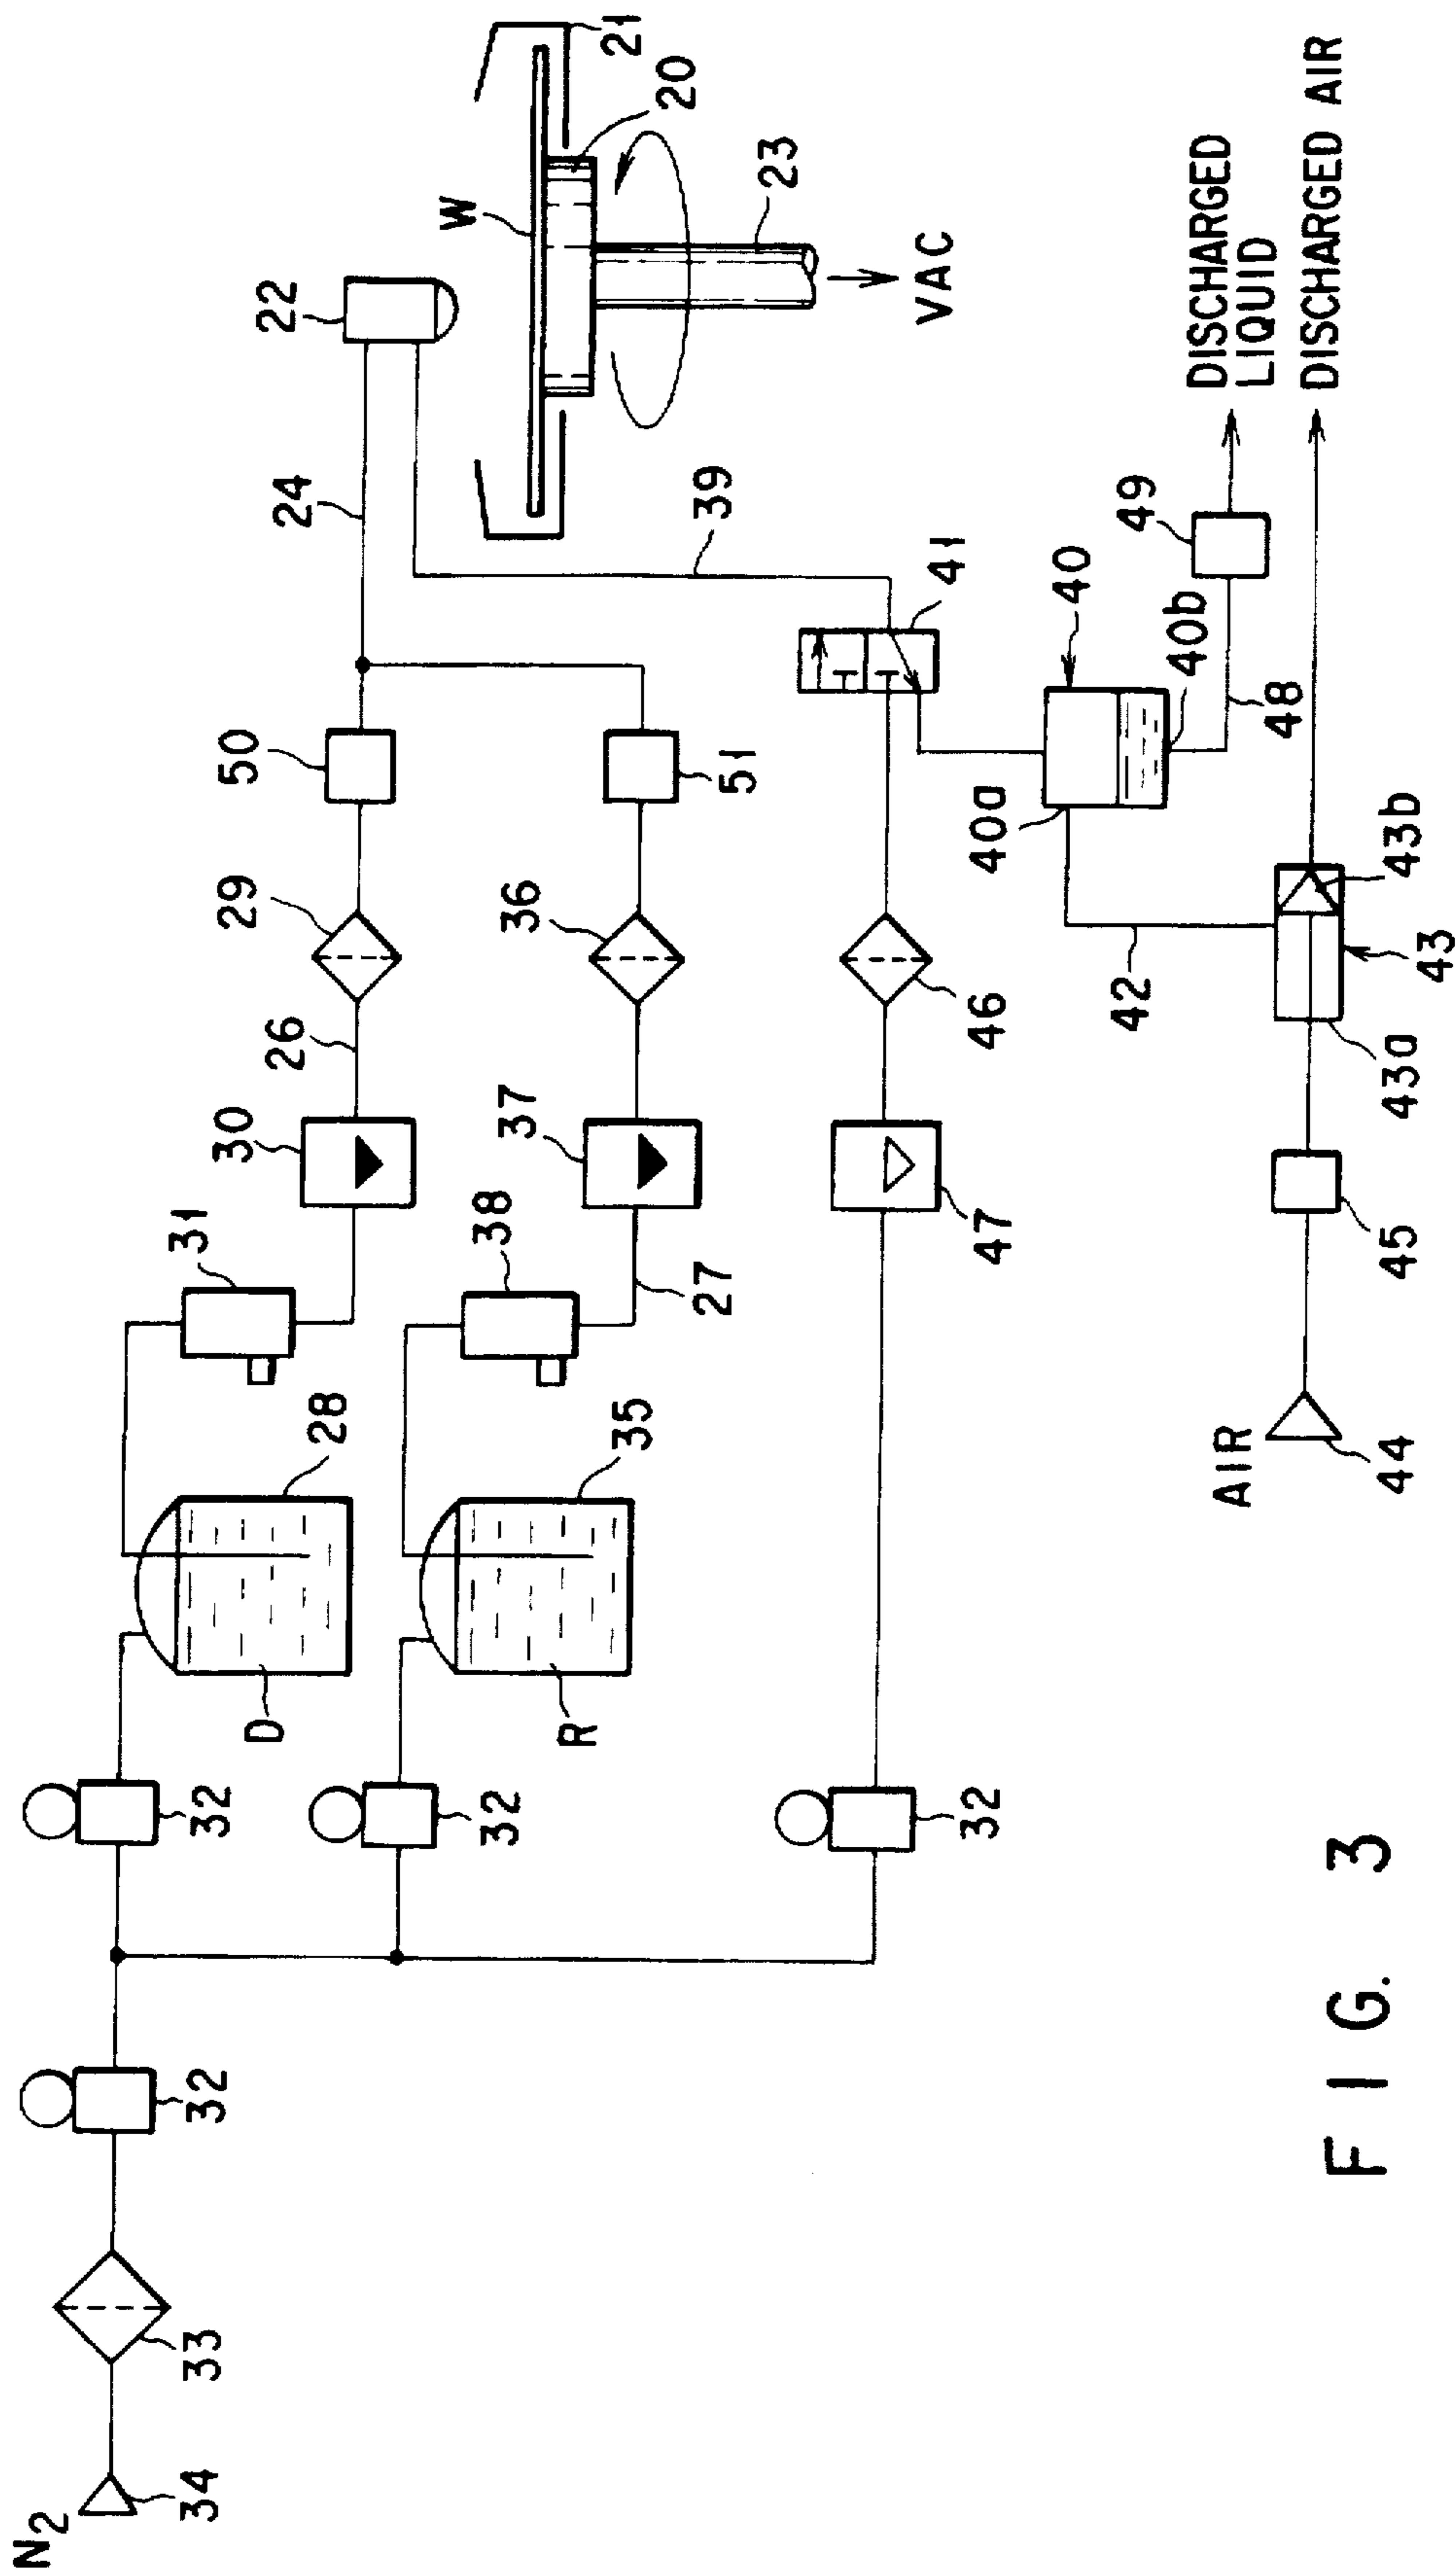 N2
34
33
32
32
32
32
D
28
R
35
31
38
30
37
27
26
29
36
47
46
50
51
24
22
39
W
20
21
23
VAC
41
40
40a
40b
49
48
42
43
43a
43b
45
AIR
44
DISCHARGED
LIQUID
DISCHARGED AIR
FIG. 3